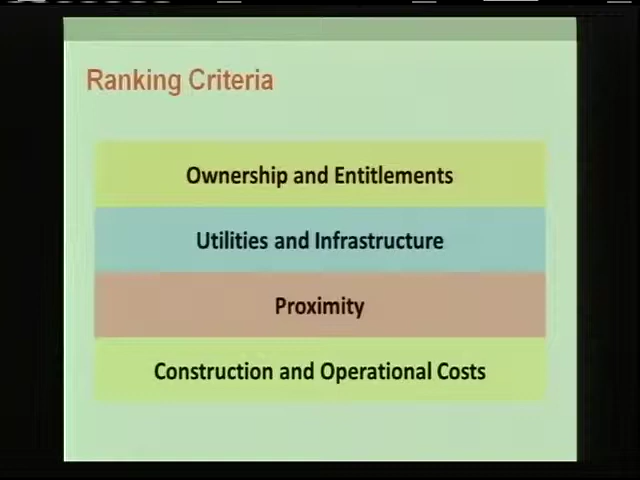 Ranking Criteria
Ownership and Entitlements
Utilities and Infrastructure
Proximity
Construction and Operational Costs